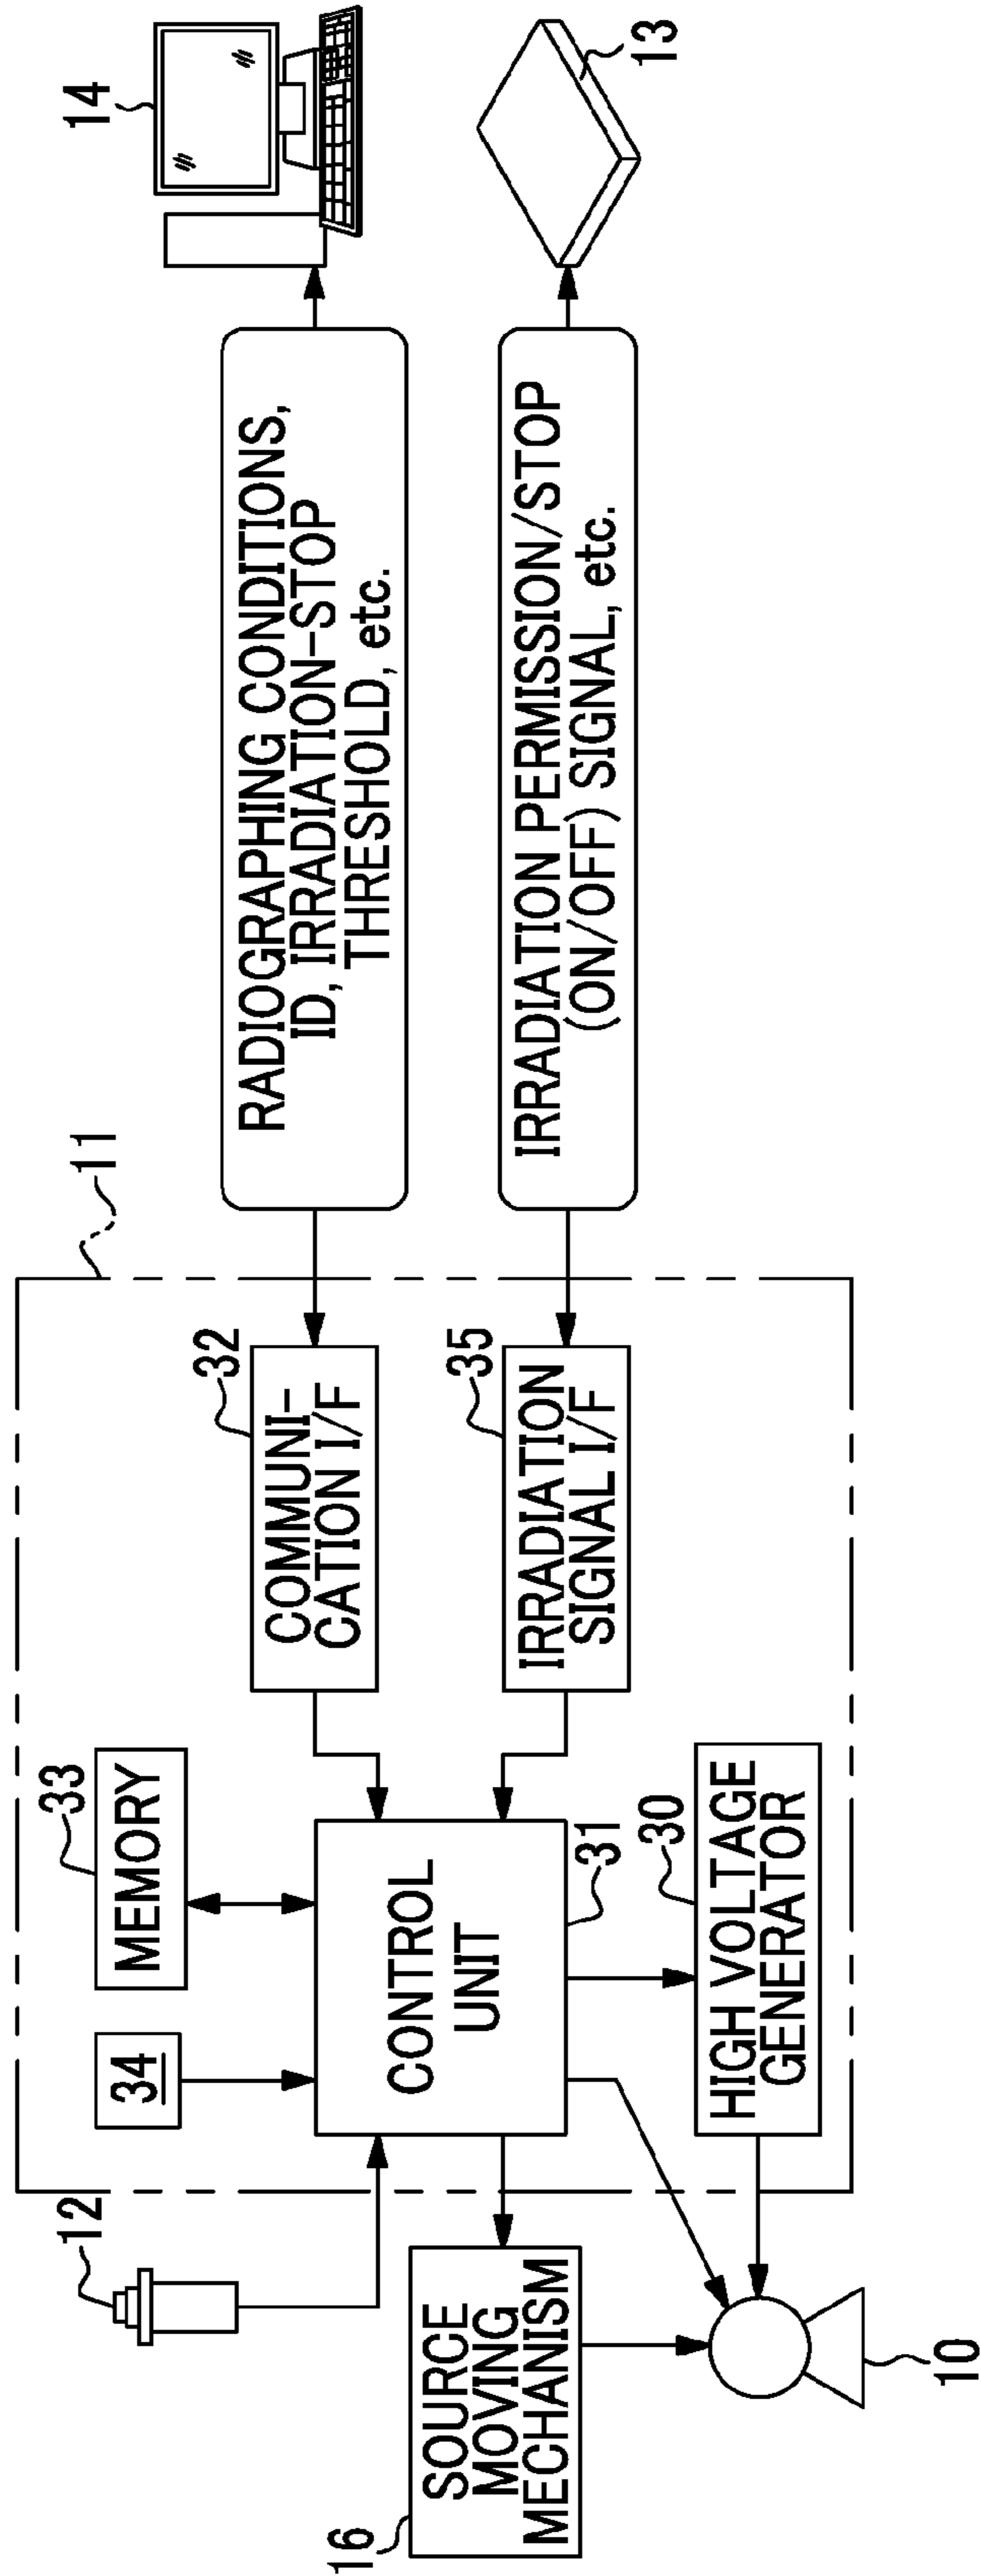 14
13
RADIOGRAPHING CONDITIONS,
ID, IRRADIATION-STOP
THRESHOLD, etc.
IRRADIATION PERMISSION/STOP
(ON/OFF) SIGNAL, etc.
11
32
COMMUNI-
CATION I/F
35
IRRADIATION
SIGNAL I/F
33
MEMORY
34
CONTROL
UNIT
31
30
HIGH VOLTAGE
GENERATOR
12
16
SOURCE
MOVING
MECHANISM
10